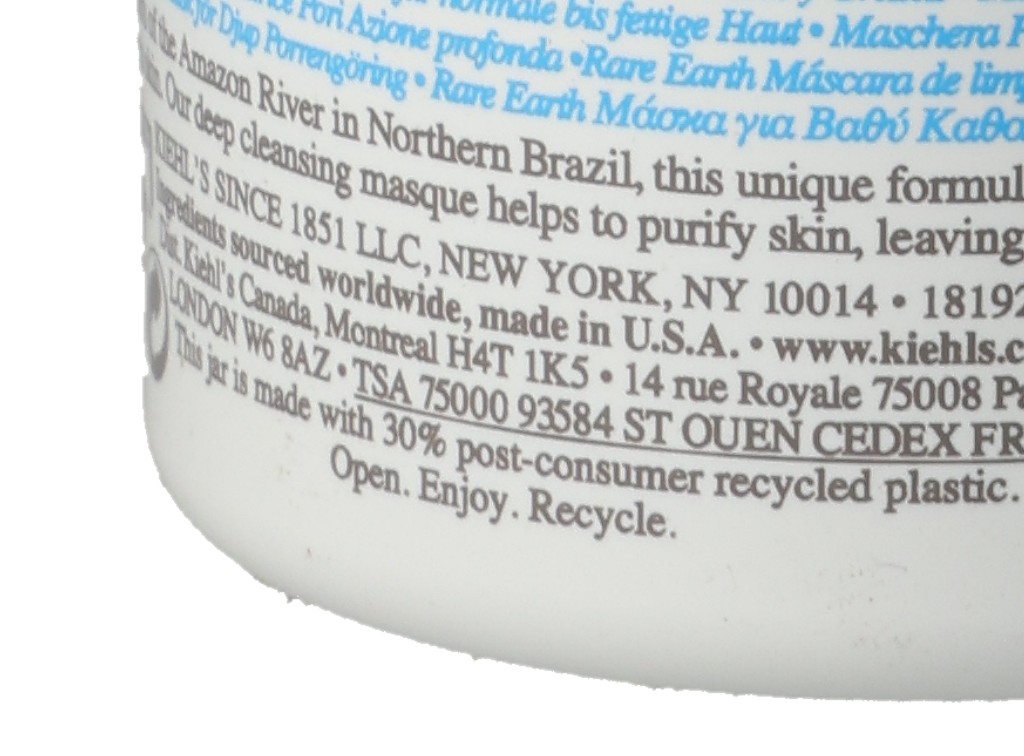 normale bis fettige Haut • Maschera
Pori Azione profonda •Rare Earth Máscara de
för Djup Porrengöring • Rare Earth Μάσκα για Βαθύ
of the Amazon River in Northern Brazil, this unique
Our deep cleansing masque helps to purify skin, leaving
KIEHL'S SINCE 1851 LLC, NEW YORK, NY 10014 • 18192
Ingredients sourced worldwide, made in U.S.A. • www.kiehls.c
Dist. Kiehl's Canada, Montreal H4T 1K5 • 14 rue Royale 75008
LONDON W6 8AZ • TSA 75000 93584 ST OUEN CEDEX FR
This jar is made with 30% post-consumer recycled plastic.
Open. Enjoy. Recycle.